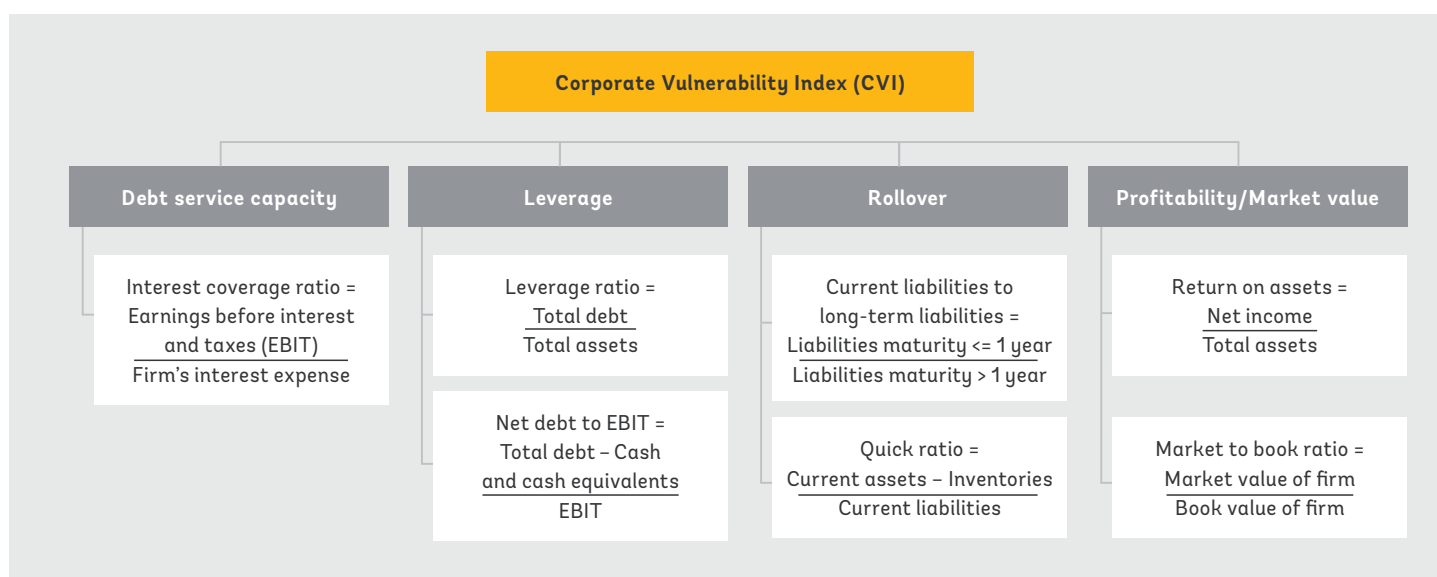 Corporate Vulnerability Index (CVI)
Debt service capacity
Interest coverage ratio =
Earnings before interest
and taxes (EBIT)
Firm's interest expense
Leverage
Leverage ratio =
Total debt
Total assets
Net debt to EBIT =
Total debt – Cash
and cash equivalents
EBIT
Rollover
Current liabilities to
long-term liabilities =
Liabilities maturity <= 1 year
Liabilities maturity > 1 year
Quick ratio =
Current assets – Inventories
Current liabilities
Profitability/Market value
Return on assets =
Net income
Total assets
Market to book ratio =
Market value of firm
Book value of firm